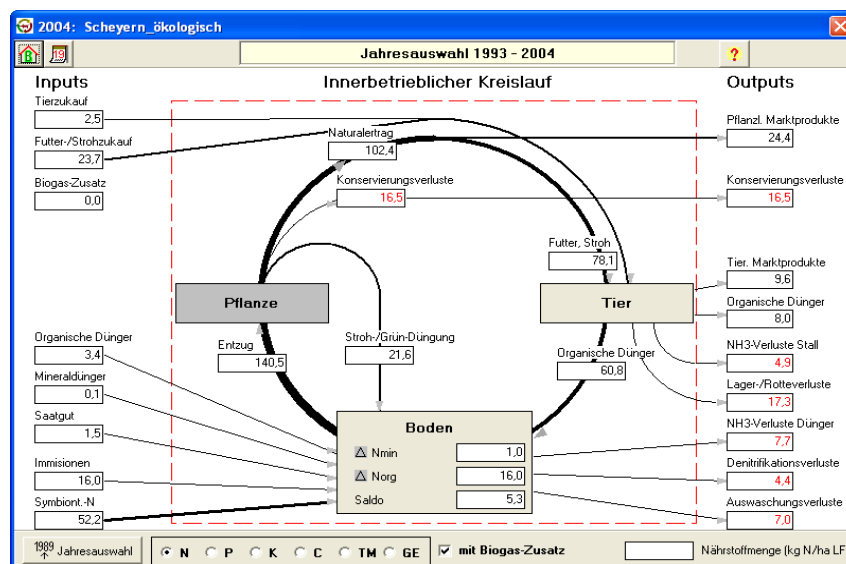 2004: Scheyern_ökologisch
Jahresauswahl 1993 - 2004
?
Inputs
Innerbetrieblicher Kreislauf
Outputs
Tierzukauf
2,5
Futter-/Strohzukauf
23,7
Biogas-Zusatz
0,0
Naturalertrag
102,4
Konservierungsverluste
16,5
Pflanzl. Marktprodukte
24,4
Konservierungsverluste
16,5
Futter, Stroh
78,1
Pflanze
Tier
Tier. Marktprodukte
9,6
Organische Dünger
8,0
Entzug
140,5
Stroh-/Grün-Düngung
21,6
Organische Dünger
60,8
NH3-Verluste Stall
4,9
Lager-/Rotteverluste
17,3
NH3-Verluste Dünger
7,7
Denitrifikationsverluste
4,4
Auswaschungsverluste
7,0
Organische Dünger
3,4
Mineraldünger
0,1
Saatgut
1,5
Immisionen
16,0
Symbiont.-N
52,2
Boden
Δ Nmin 1,0
Δ Norg 16,0
Saldo 5,3
1989 Jahresauswahl
N P K C TM GE
mit Biogas-Zusatz
Nährstoffmenge (kg N/ha LF